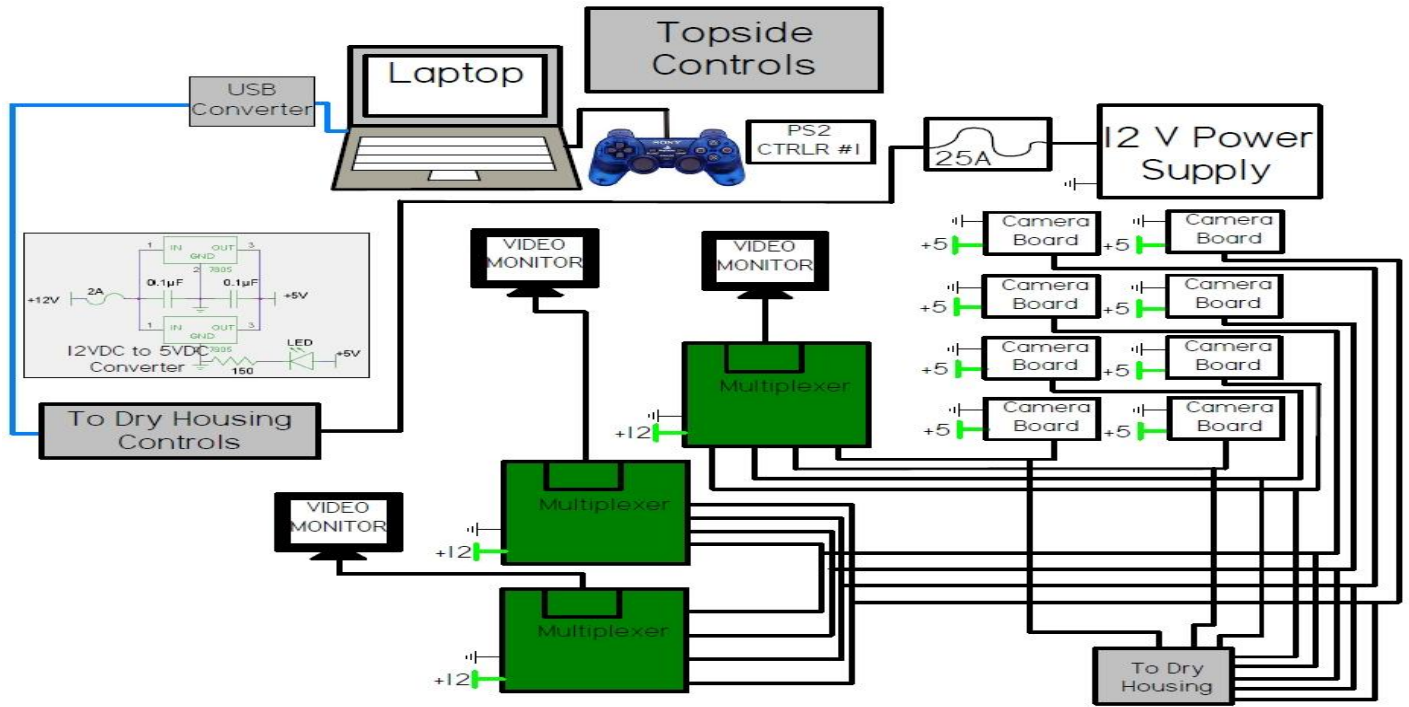 Topside
Controls
Laptop
USB
Converter
SONY
PS2
CTRLR #1
25A
12 V Power
Supply
VIDEO
MONITOR
VIDEO
MONITOR
Camera
Board
+5
Camera
Board
+5
Camera
Board
+5
Camera
Board
+5
Camera
Board
+5
Camera
Board
+5
Camera
Board
+5
Camera
Board
+5
1 IN OUT 3
GND
2 7805
0.1µF 0.1µF
+12V 2A +5V
1 IN OUT 3
GND
7805
LED
+5V
150
12VDC to 5VDC
Converter
Multiplexer
+12
To Dry Housing
Controls
Multiplexer
+12
VIDEO
MONITOR
Multiplexer
+12
To Dry
Housing